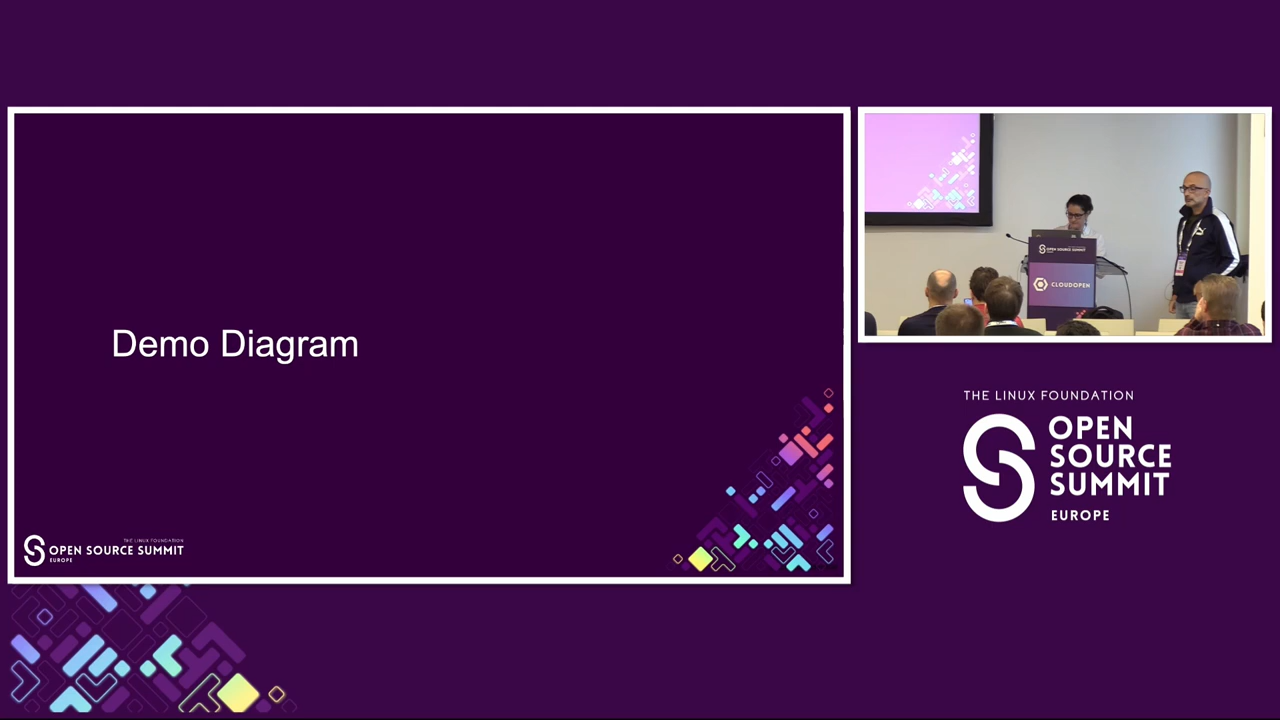 Demo Diagram
THE LINUX FOUNDATION
OPEN SOURCE SUMMIT
EUROPE
OPEN SOURCE SUMMIT
CLOUDOPEN
THE LINUX FOUNDATION
OPEN
SOURCE
SUMMIT
EUROPE